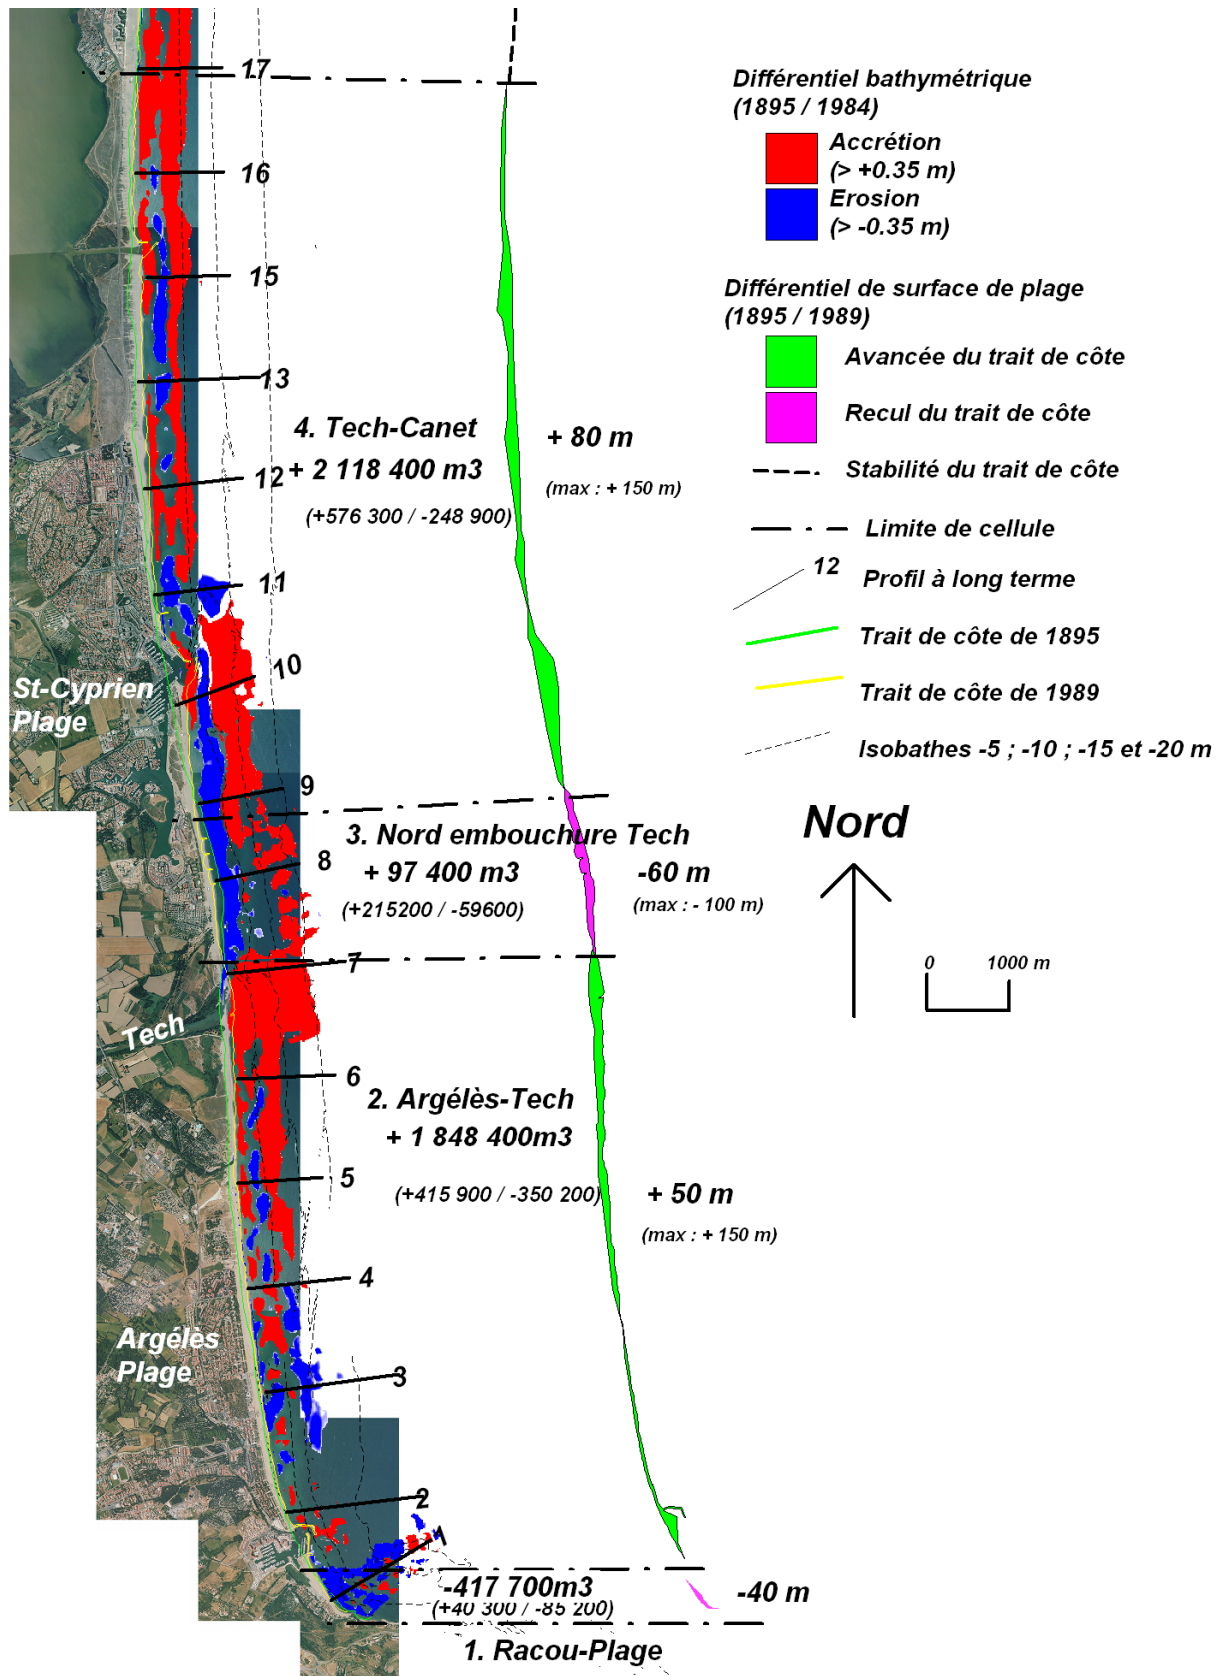 Différentiel bathymétrique
(1895 / 1984)
Accrétion
(> +0.35 m)
Erosion
(> -0.35 m)
Différentiel de surface de plage
(1895 / 1989)
Avancée du trait de côte
Recul du trait de côte
Stabilité du trait de côte
Limite de cellule
12
Profil à long terme
Trait de côte de 1895
Trait de côte de 1989
Isobathes -5 ; -10 ; -15 et -20 m
Nord
0 1000 m
17
16
15
13
4. Tech-Canet
+ 80 m
+ 2 118 400 m3
12
(max : + 150 m)
(+576 300 / -248 900)
11
10
St-Cyprien
Plage
9
3. Nord embouchure Tech
8
+ 97 400 m3
-60 m
(+215200 / -59600)
(max : - 100 m)
7
Tech
6
2. Argélès-Tech
+ 1 848 400m3
5
(+415 900 / -350 200)
+ 50 m
(max : + 150 m)
4
Argélès
Plage
3
2
1
-417 700m3
-40 m
(+40 300 / -85 200)
1. Racou-Plage